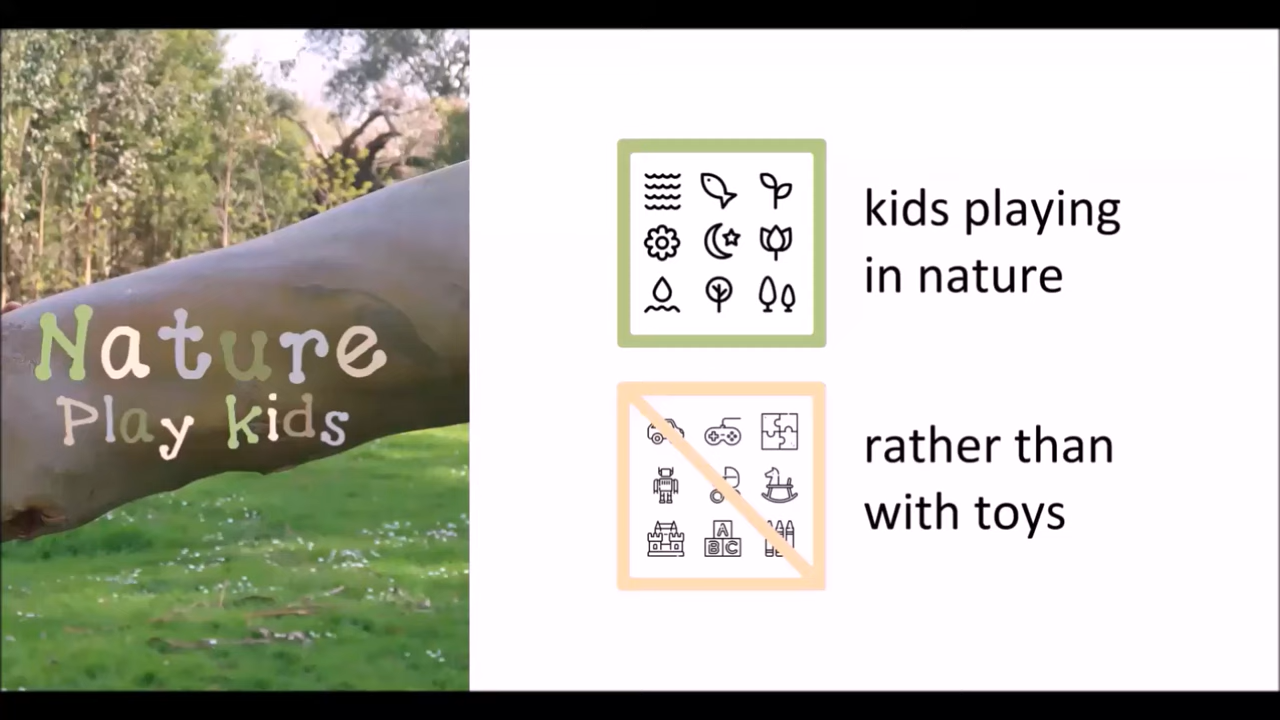 Nature
Play kids
kids playing
in nature
rather than
with toys
A
B C